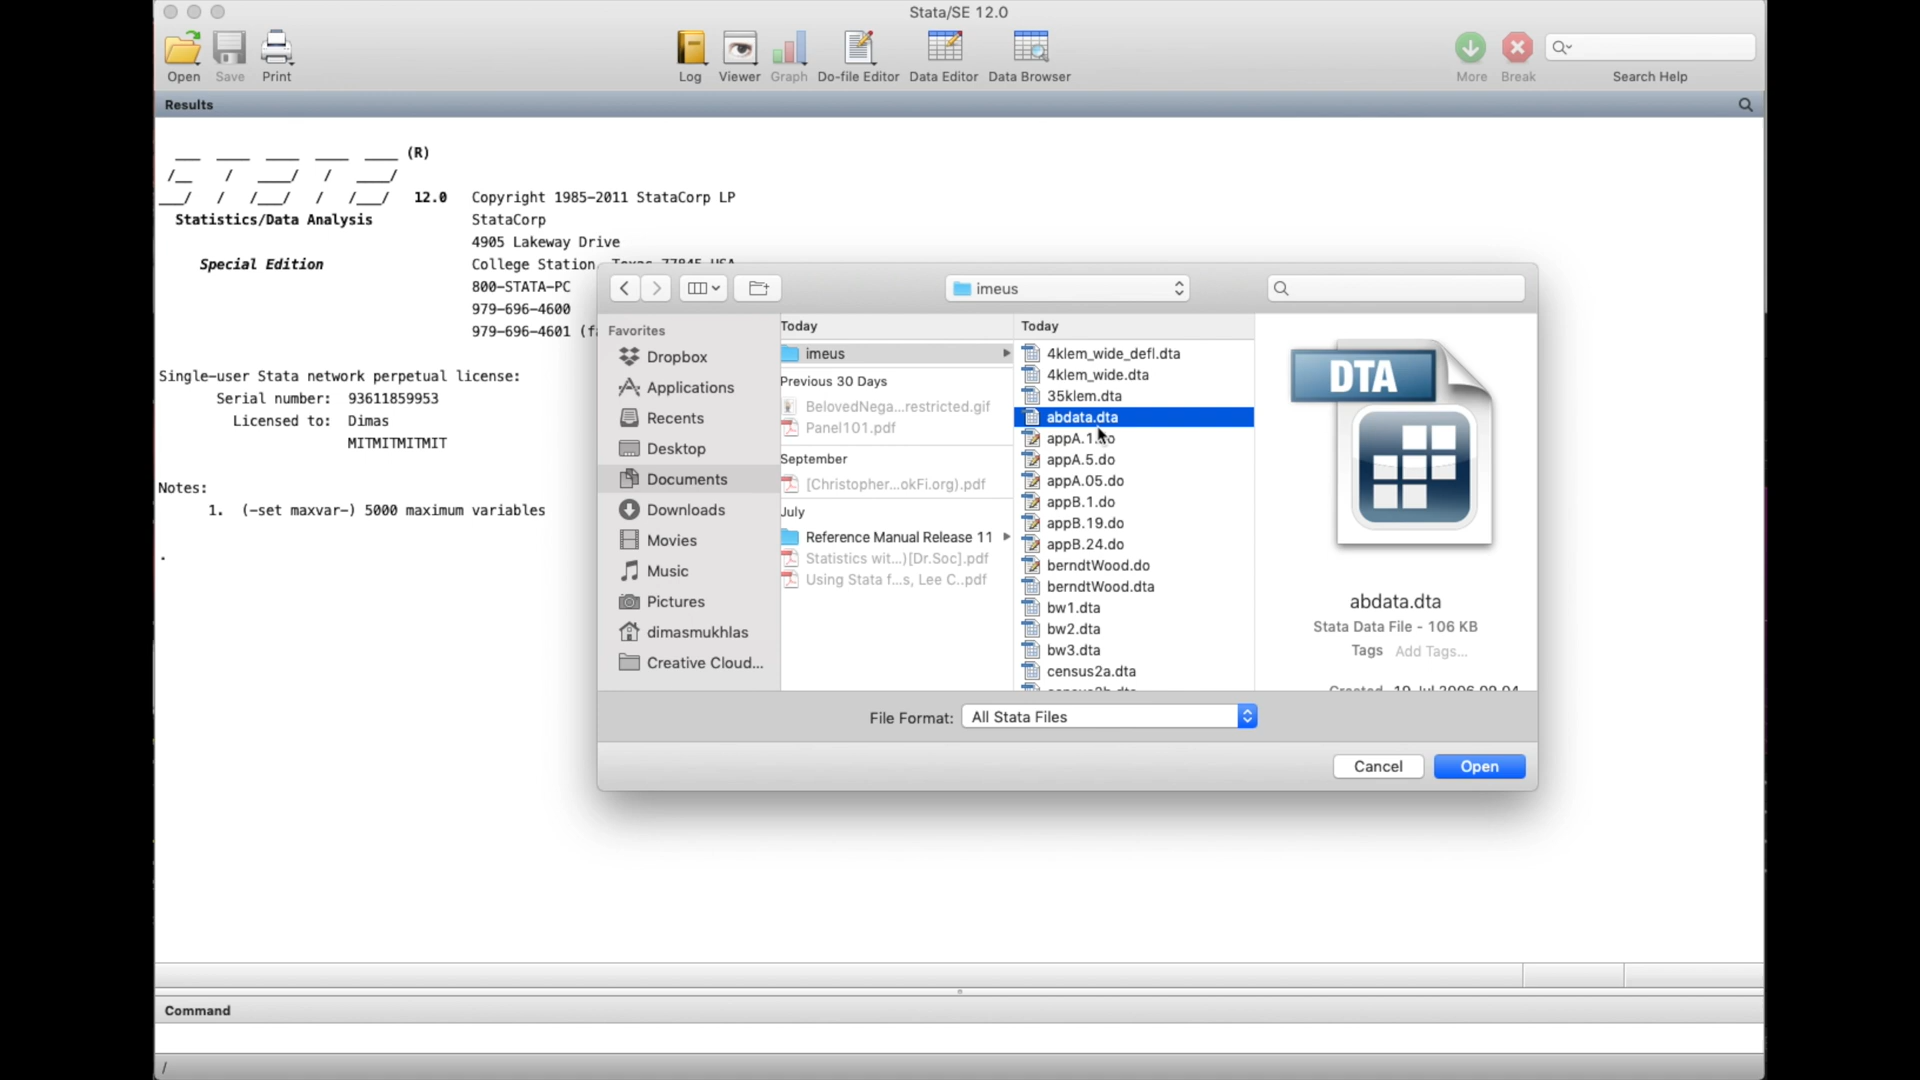 Stata/SE 12.0
Open
Save
Print
Log
Viewer
Graph
Do-file Editor
Data Editor
Data Browser
More
Break
Search Help
Results
(R)
12.0 Copyright 1985-2011 StataCorp LP
Statistics/Data Analysis StataCorp
4905 Lakeway Drive
Special Edition College Station, Texas 77845 USA
800-STATA-PC
979-696-4600
979-696-4601
Single-user Stata network perpetual license:
Serial number: 93611859953
Licensed to: Dimas
MITMITMITMIT
Notes:
1. (-set maxvar-) 5000 maximum variables
.
imeus
Favorites
Dropbox
Applications
Recents
Desktop
Documents
Downloads
Movies
Music
Pictures
dimasmukhlas
Creative Cloud...
Today
imeus
Previous 30 Days
BelovedNega...restricted.gif
Panel101.pdf
September
[Christopher...okFi.org).pdf
July
Reference Manual Release 11
Statistics wit...)[Dr.Soc].pdf
Using Stata f...s, Lee C..pdf
Today
4klem_wide_defl.dta
4klem_wide.dta
35klem.dta
abdata.dta
appA.1.do
appA.5.do
appA.05.do
appB.1.do
appB.19.do
appB.24.do
berndtWood.do
berndtWood.dta
bw1.dta
bw2.dta
bw3.dta
census2a.dta
DTA
abdata.dta
Stata Data File - 106 KB
Tags Add Tags...
File Format: All Stata Files
Cancel
Open
Command
/